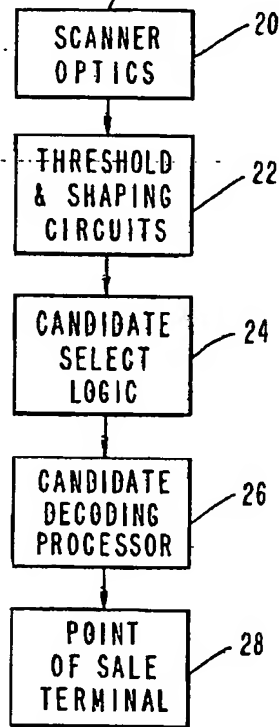 SCANNER
OPTICS
20
THRESHOLD
& SHAPING
CIRCUITS
22
CANDIDATE
SELECT
LOGIC
24
CANDIDATE
DECODING
PROCESSOR
26
POINT
OF SALE
TERMINAL
28